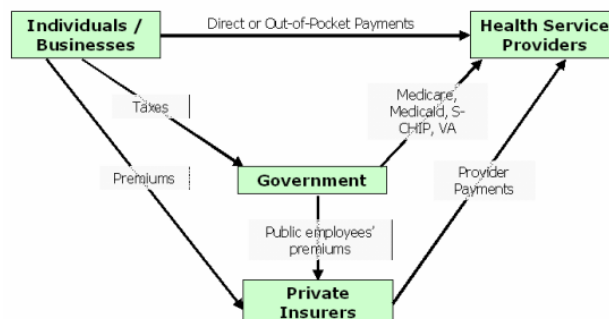 Individuals /
Businesses
Direct or Out-of-Pocket Payments
Health Service
Providers
Taxes
Medicare,
Medicaid, S-
CHIP, VA
Premiums
Government
Provider
Payments
Public employees'
premiums
Private
Insurers